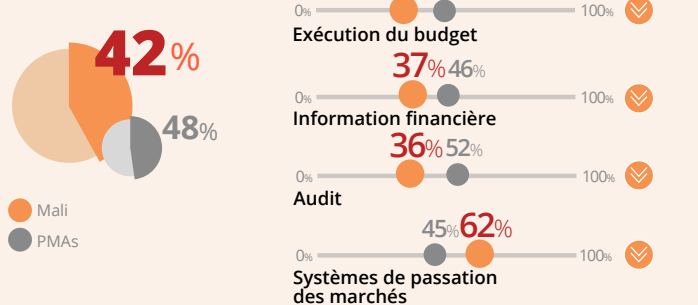 42%
48%
Mali
PMAs
0% 100%
Exécution du budget
37% 46%
0% 100%
Information financière
36% 52%
0% 100%
Audit
45% 62%
0% 100%
Systèmes de passation
des marchés